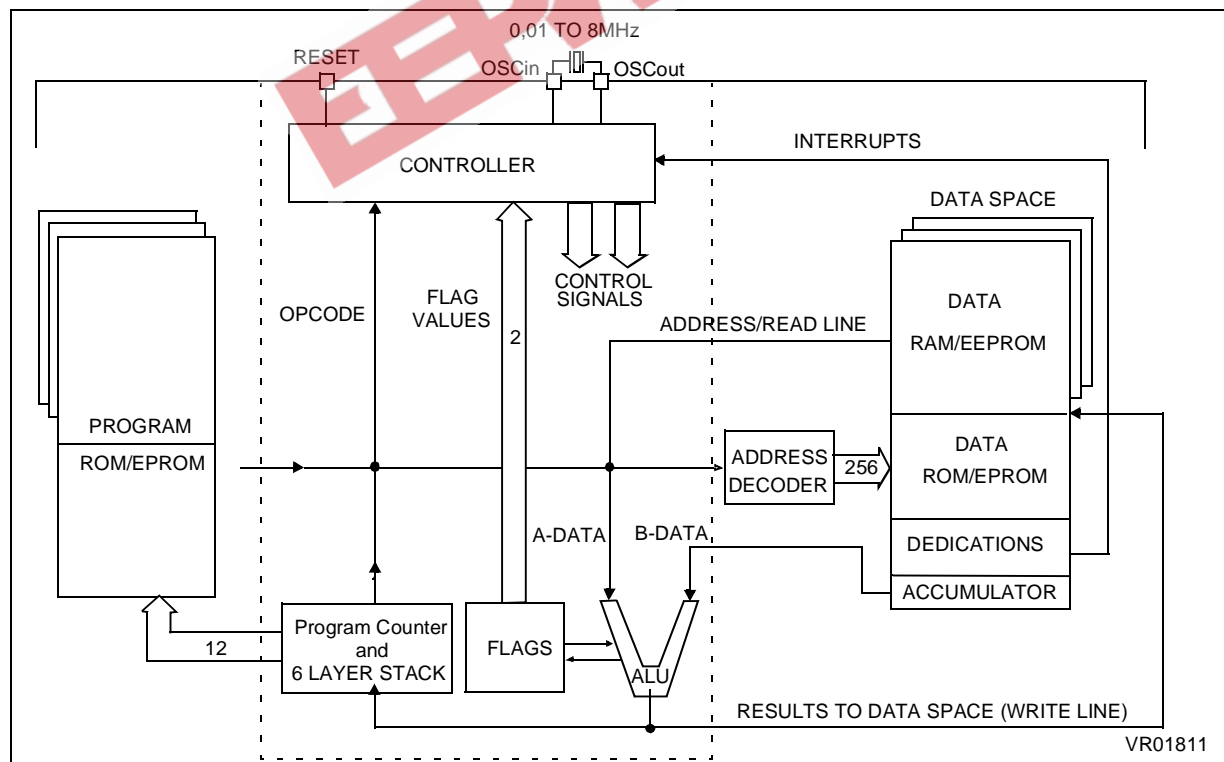 0,01 TO 8MHz
RESET
OSCin
OSCout
CONTROLLER
INTERRUPTS
DATA SPACE
CONTROL
SIGNALS
FLAG
VALUES
OPCODE
2
ADDRESS/READ LINE
DATA
RAM/EEPROM
PROGRAM
ROM/EPROM
ADDRESS
DECODER
256
DATA
ROM/EPROM
A-DATA
B-DATA
DEDICATIONS
ACCUMULATOR
12
Program Counter
and
6 LAYER STACK
FLAGS
ALU
RESULTS TO DATA SPACE (WRITE LINE)
VR01811